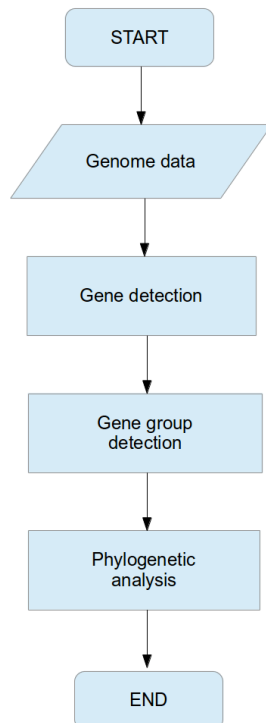 START
Genome data
Gene detection
Gene group
detection
Phylogenetic
analysis
END